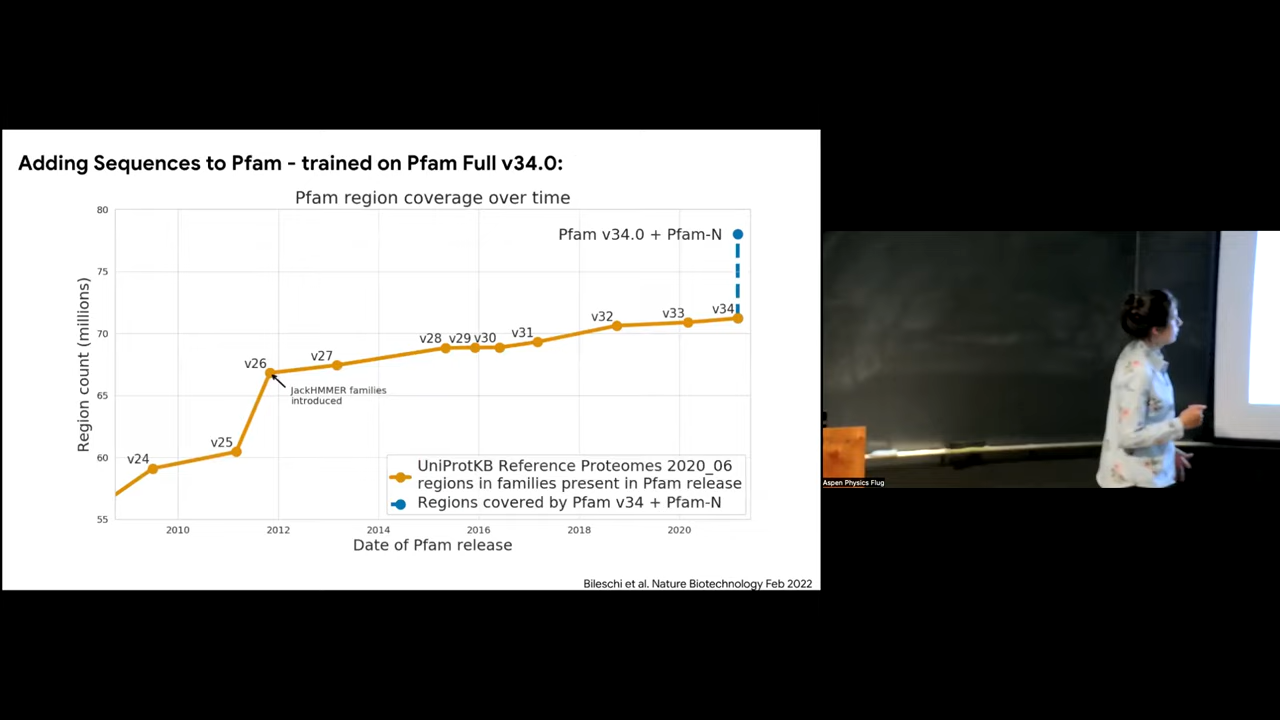 Adding Sequences to Pfam - trained on Pfam Full v34.0:
Pfam region coverage over time
80
75
70
65
60
55
Region count (millions)
v24
v25
v26
v27
v28
v29
v30
v31
v32
v33
v34
JackHMMER families
introduced
Pfam v34.0 + Pfam-N
UniProtKB Reference Proteomes 2020_06
regions in families present in Pfam release
Regions covered by Pfam v34 + Pfam-N
2010
2012
2014
2016
2018
2020
Date of Pfam release
Bileschi et al. Nature Biotechnology Feb 2022
Aspen Physics Flug